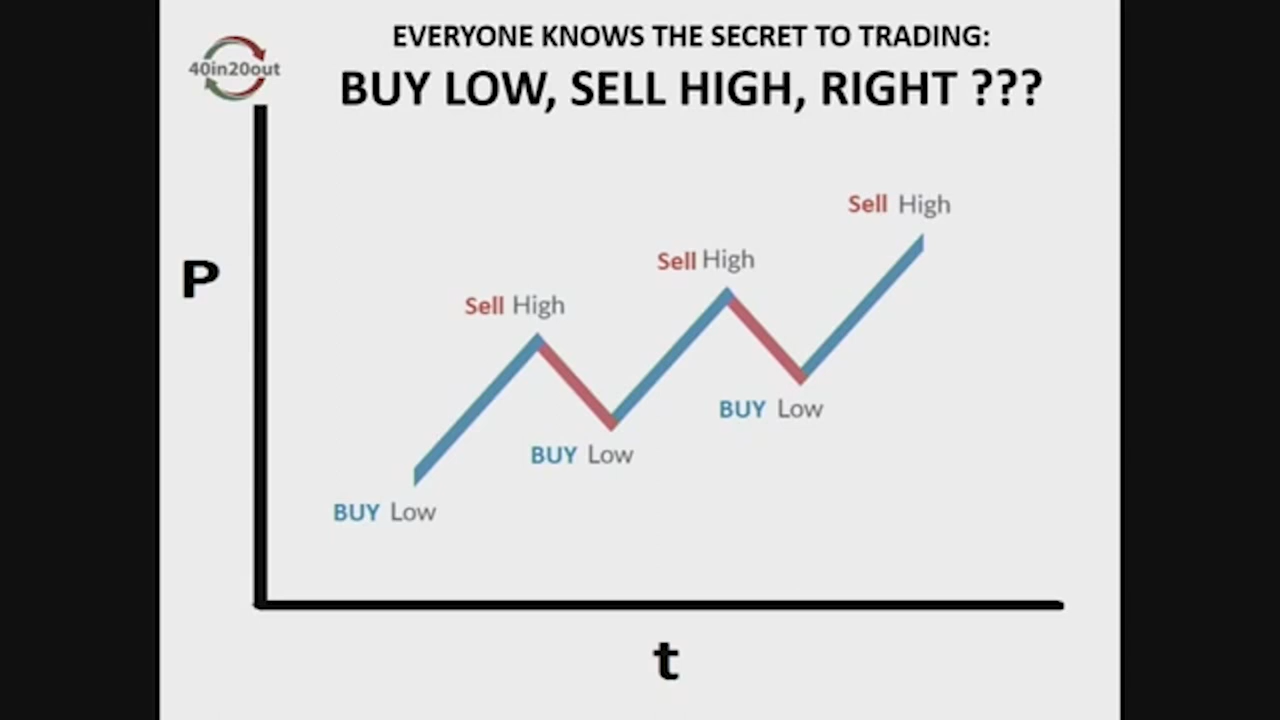 EVERYONE KNOWS THE SECRET TO TRADING:
40in20out
BUY LOW, SELL HIGH, RIGHT ???
Sell High
Sell High
P
Sell High
BUY Low
BUY Low
BUY Low
t